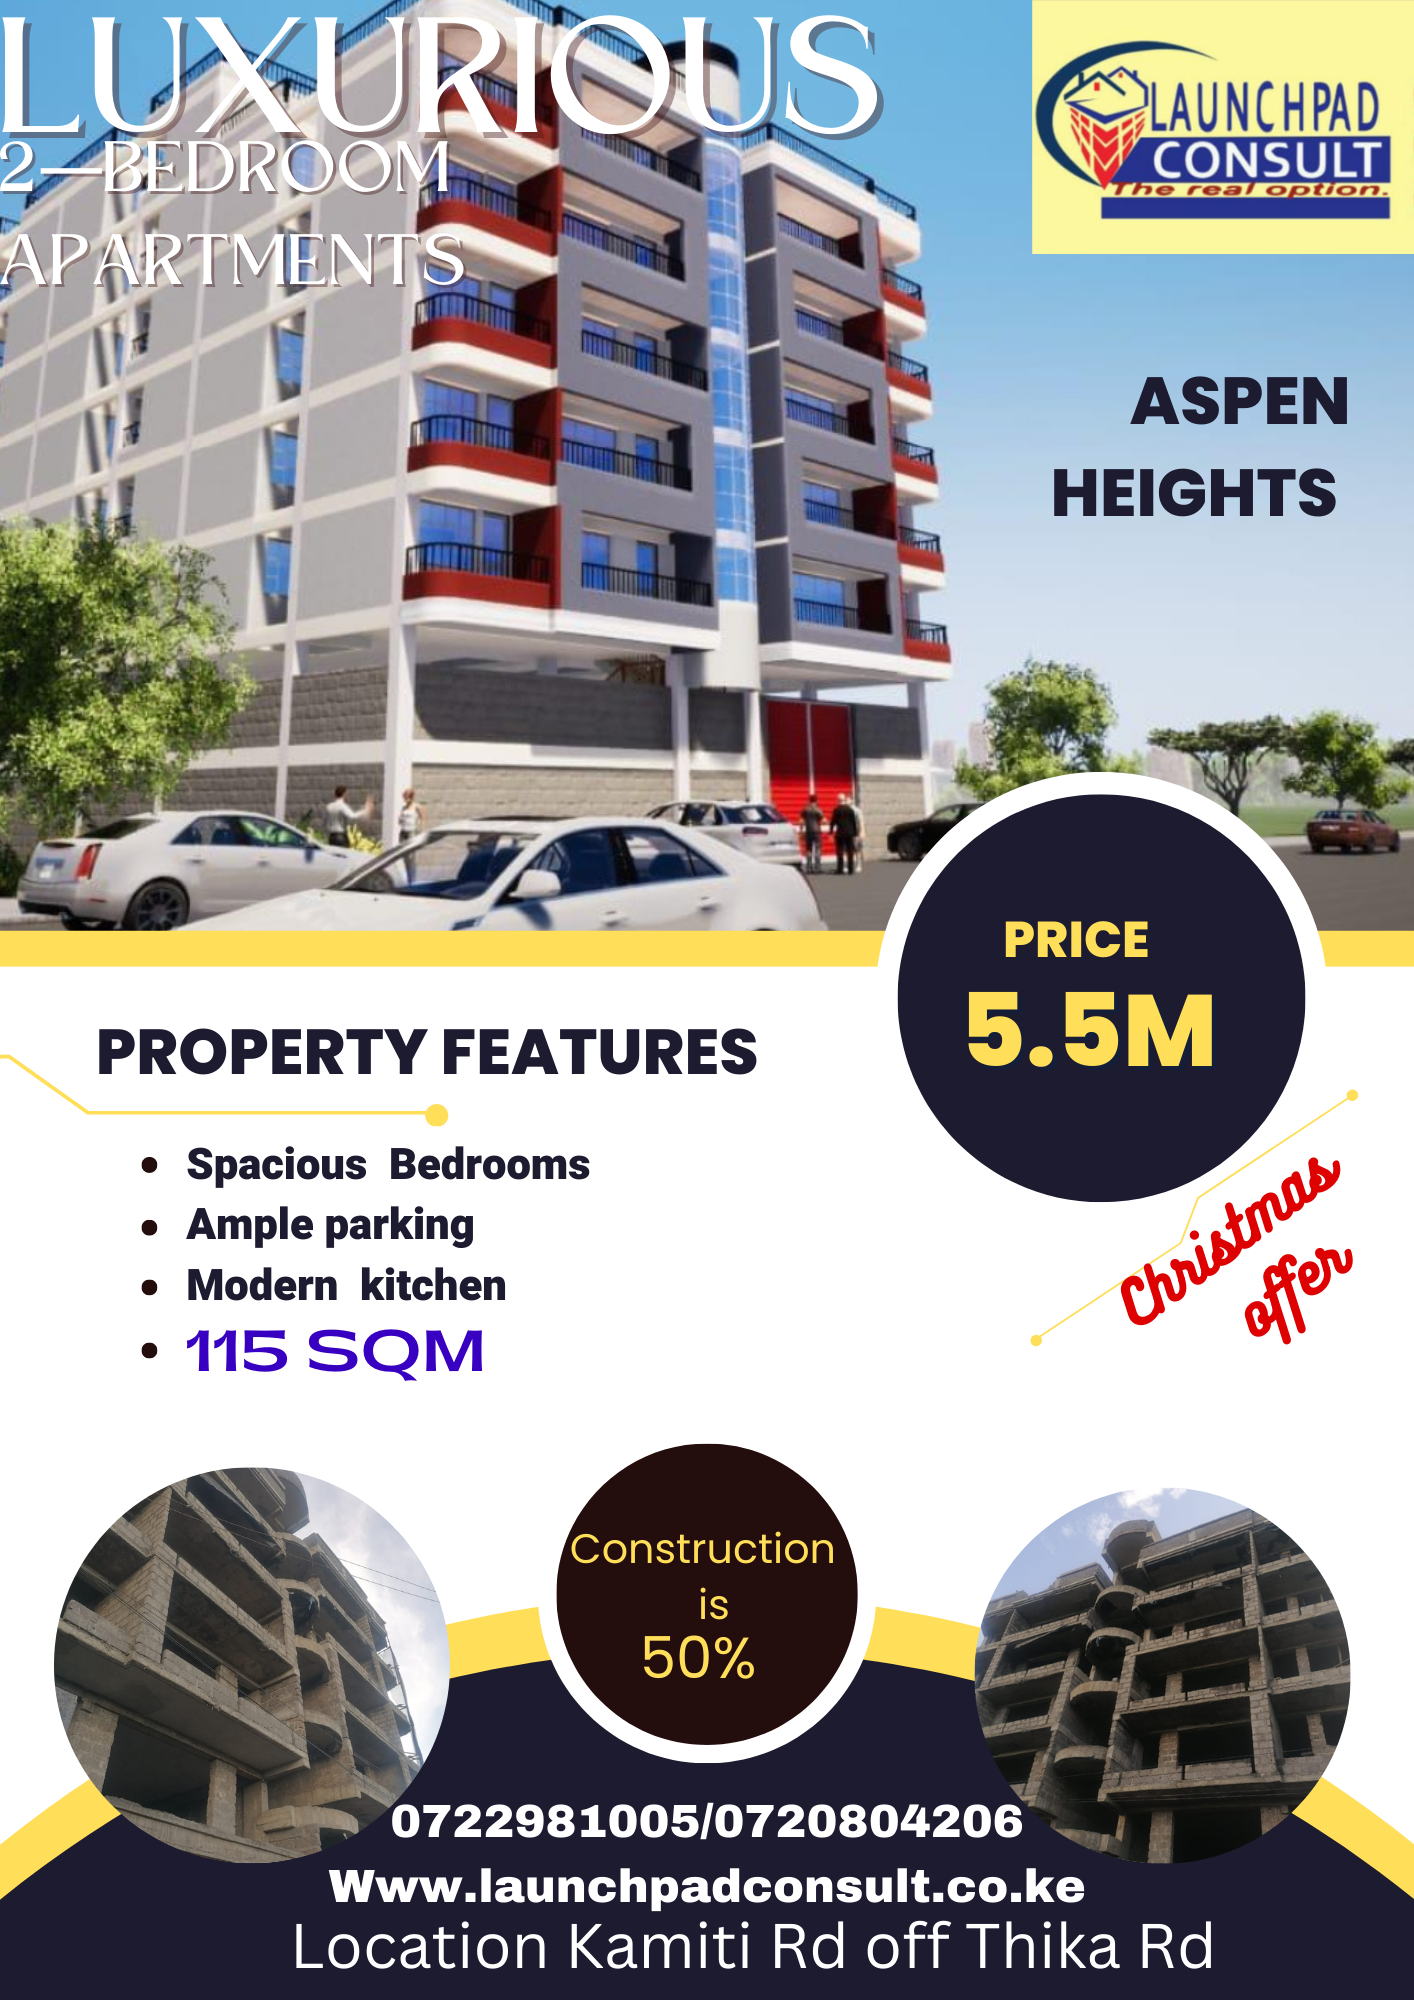 LUXURIOUS
2—BEDROOM
APARTMENTS
LAUNCHPAD
CONSULT
The real option.
ASPEN
HEIGHTS
PRICE
5.5M
PROPERTY FEATURES
• Spacious Bedrooms
• Ample parking
• Modern kitchen
• 115 SQM
Christmas
offer
Construction
is
50%
0722981005/0720804206
Www.launchpadconsult.co.ke
Location Kamiti Rd off Thika Rd